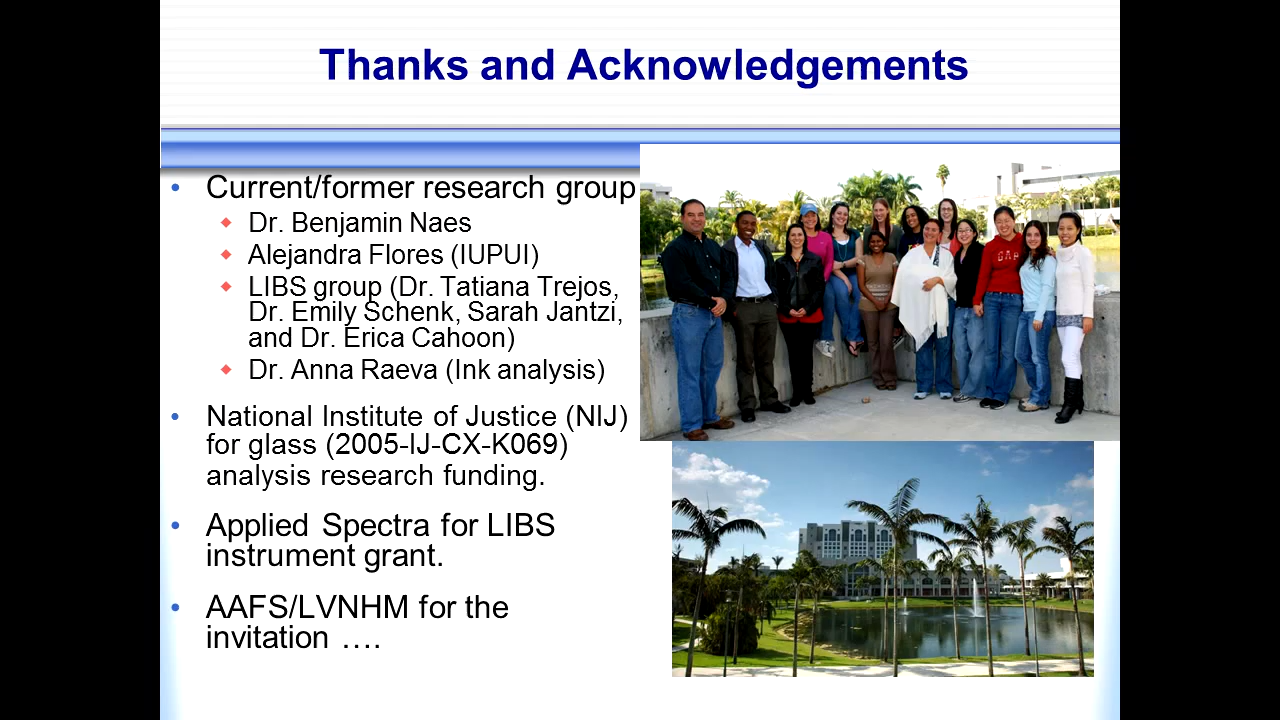 Thanks and Acknowledgements
• Current/former research group
Dr. Benjamin Naes
Alejandra Flores (IUPUI)
LIBS group (Dr. Tatiana Trejos,
Dr. Emily Schenk, Sarah Jantzi,
and Dr. Erica Cahoon)
Dr. Anna Raeva (Ink analysis)
• National Institute of Justice (NIJ)
for glass (2005-IJ-CX-K069)
analysis research funding.
• Applied Spectra for LIBS
instrument grant.
• AAFS/LVNHM for the
invitation ….
GAP